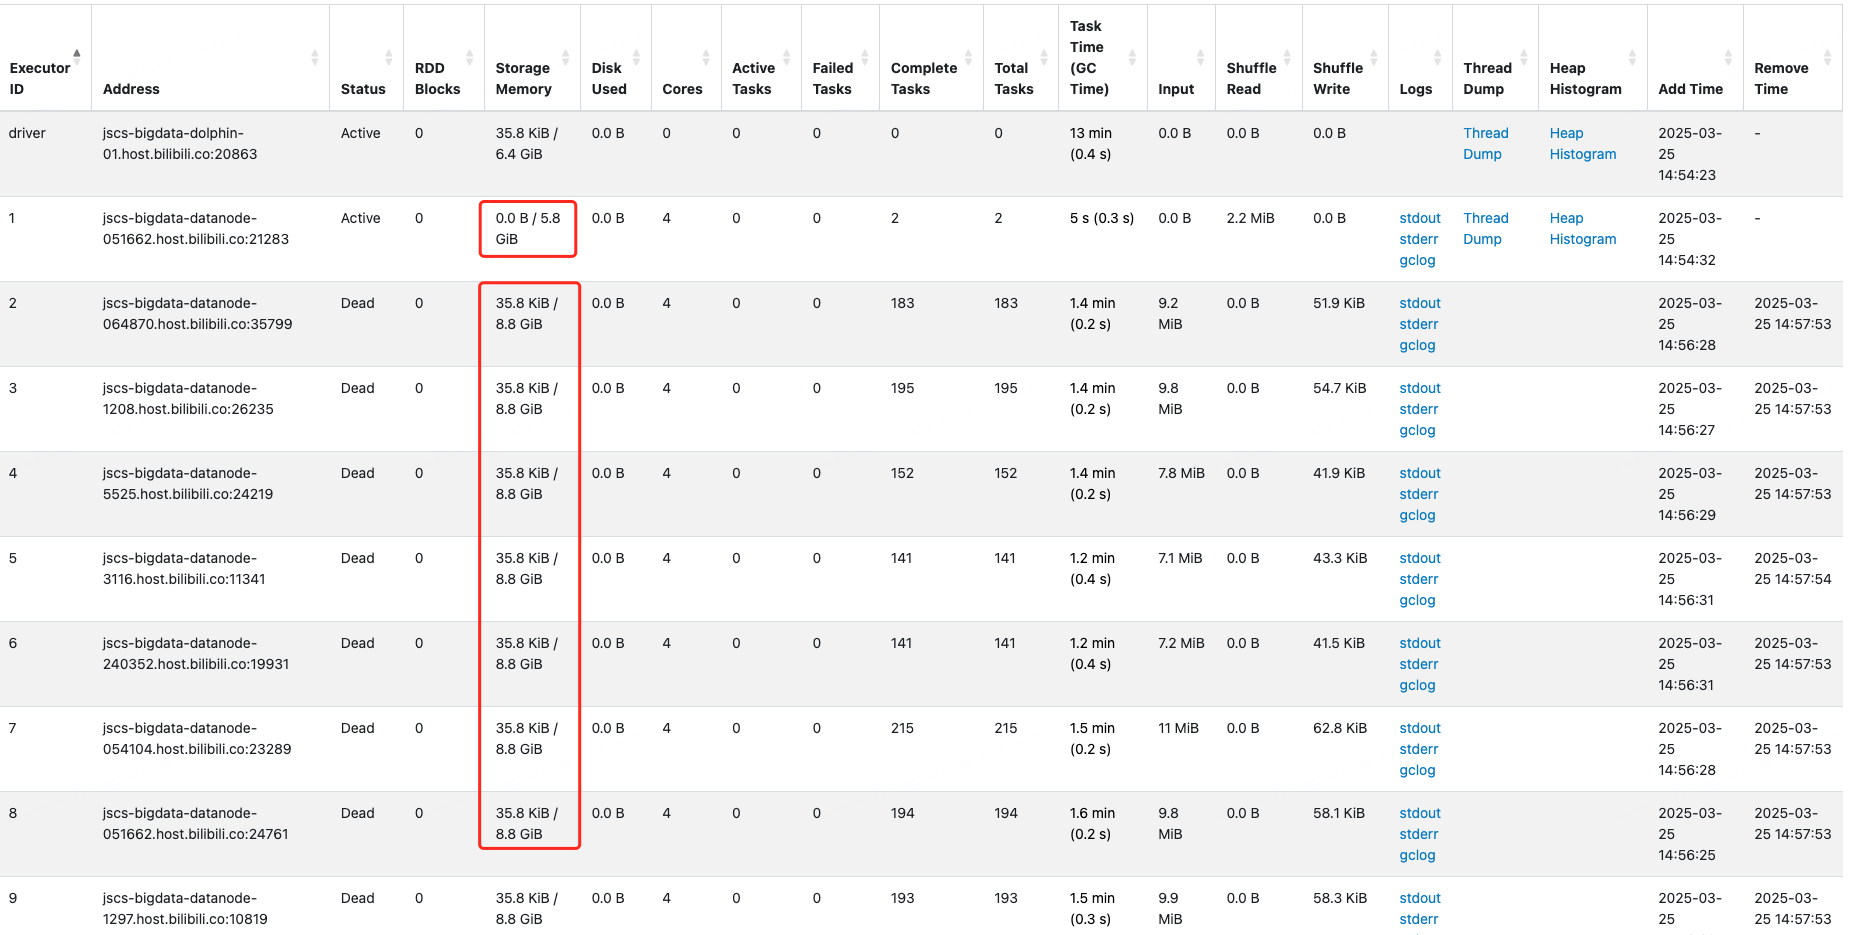 Executor ID	Address	Status	RDD Blocks	Storage Memory	Disk Used	Cores	Active Tasks	Failed Tasks	Complete Tasks	Total Tasks	Task Time (GC Time)	Input	Shuffle Read	Shuffle Write	Logs	Thread Dump	Heap Histogram	Add Time	Remove Time
driver	jscs-bigdata-dolphin-01.host.bilibili.co:20863	Active	0	35.8 KiB / 6.4 GiB	0.0 B	0	0	0	0	0	13 min (0.4 s)	0.0 B	0.0 B	0.0 B		Thread Dump	Heap Histogram	2025-03-25 14:54:23	-
1	jscs-bigdata-datanode-051662.host.bilibili.co:21283	Active	0	0.0 B / 5.8 GiB	0.0 B	4	0	0	2	2	5 s (0.3 s)	0.0 B	2.2 MiB	0.0 B	stdout stderr gclog	Thread Dump	Heap Histogram	2025-03-25 14:54:32	-
2	jscs-bigdata-datanode-064870.host.bilibili.co:35799	Dead	0	35.8 KiB / 8.8 GiB	0.0 B	4	0	0	183	183	1.4 min (0.2 s)	9.2 MiB	0.0 B	51.9 KiB	stdout stderr gclog			2025-03-25 14:56:28	2025-03-25 14:57:53
3	jscs-bigdata-datanode-1208.host.bilibili.co:26235	Dead	0	35.8 KiB / 8.8 GiB	0.0 B	4	0	0	195	195	1.4 min (0.2 s)	9.8 MiB	0.0 B	54.7 KiB	stdout stderr gclog			2025-03-25 14:56:27	2025-03-25 14:57:53
4	jscs-bigdata-datanode-5525.host.bilibili.co:24219	Dead	0	35.8 KiB / 8.8 GiB	0.0 B	4	0	0	152	152	1.4 min (0.2 s)	7.8 MiB	0.0 B	41.9 KiB	stdout stderr gclog			2025-03-25 14:56:29	2025-03-25 14:57:53
5	jscs-bigdata-datanode-3116.host.bilibili.co:11341	Dead	0	35.8 KiB / 8.8 GiB	0.0 B	4	0	0	141	141	1.2 min (0.4 s)	7.1 MiB	0.0 B	43.3 KiB	stdout stderr gclog			2025-03-25 14:56:31	2025-03-25 14:57:54
6	jscs-bigdata-datanode-240352.host.bilibili.co:19931	Dead	0	35.8 KiB / 8.8 GiB	0.0 B	4	0	0	141	141	1.2 min (0.4 s)	7.2 MiB	0.0 B	41.5 KiB	stdout stderr gclog			2025-03-25 14:56:31	2025-03-25 14:57:53
7	jscs-bigdata-datanode-054104.host.bilibili.co:23289	Dead	0	35.8 KiB / 8.8 GiB	0.0 B	4	0	0	215	215	1.5 min (0.2 s)	11 MiB	0.0 B	62.8 KiB	stdout stderr gclog			2025-03-25 14:56:28	2025-03-25 14:57:53
8	jscs-bigdata-datanode-051662.host.bilibili.co:24761	Dead	0	35.8 KiB / 8.8 GiB	0.0 B	4	0	0	194	194	1.6 min (0.2 s)	9.8 MiB	0.0 B	58.1 KiB	stdout stderr gclog			2025-03-25 14:56:25	2025-03-25 14:57:53
9	jscs-bigdata-datanode-1297.host.bilibili.co:10819	Dead	0	35.8 KiB / 8.8 GiB	0.0 B	4	0	0	193	193	1.5 min (0.3 s)	9.9 MiB	0.0 B	58.3 KiB	stdout stderr			2025-03-25	2025-03-25 14:57:53